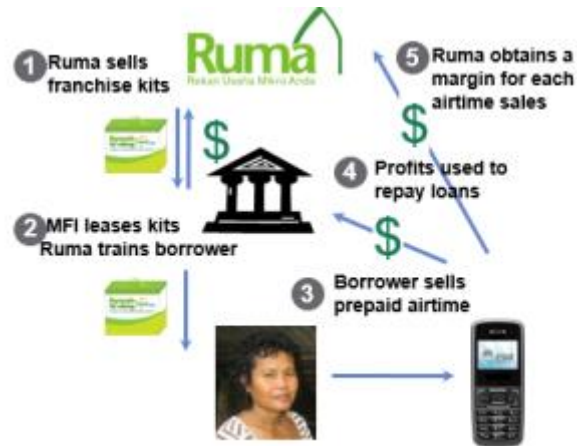 Ruma
Rekan Usaha Mikro Anda
1 Ruma sells
franchise kits
5 Ruma obtains a
margin for each
airtime sales
$
$
4 Profits used to
repay loans
2 MFI leases kits
Ruma trains borrower
$
3 Borrower sells
prepaid airtime